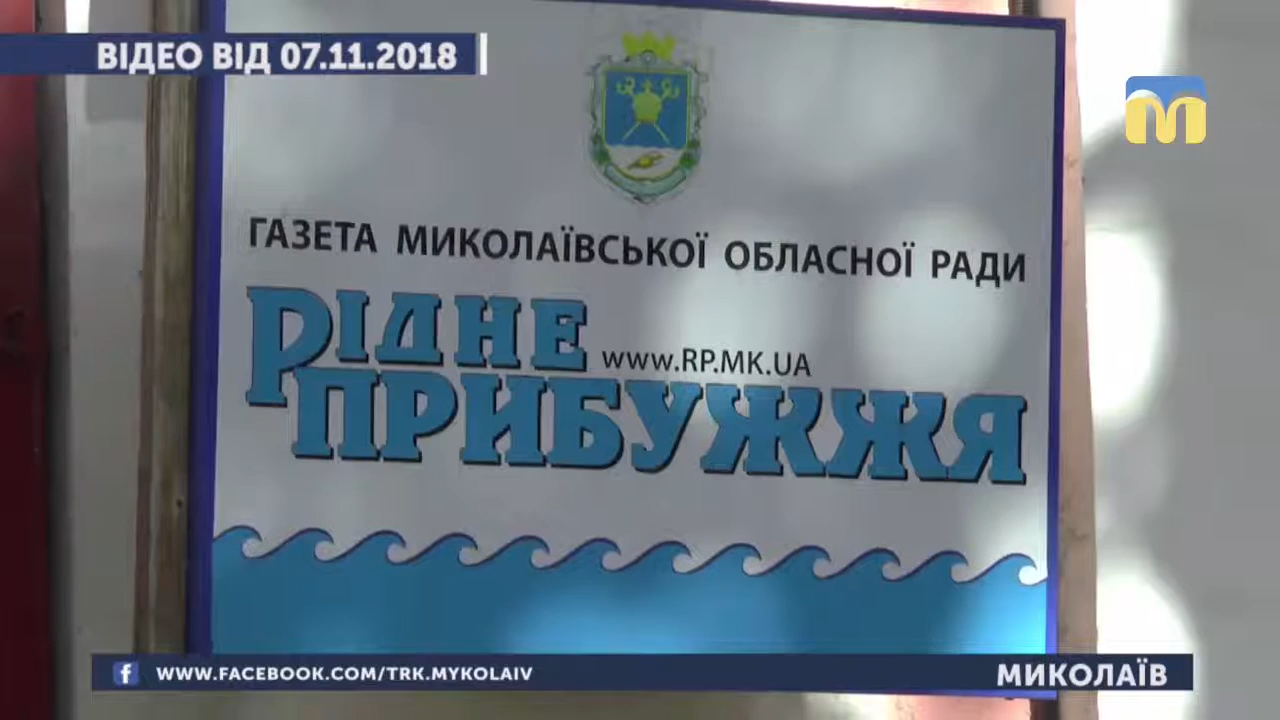 ВІДЕО ВІД 07.11.2018
М
ГАЗЕТА МИКОЛАЇВСЬКОЇ ОБЛАСНОЇ РАДИ
РІДНЕ
www.RP.MK.UA
ПРИБУЖЖЯ
WWW.FACEBOOK.COM/TRK.MYKOLAIV
МИКОЛАЇВ